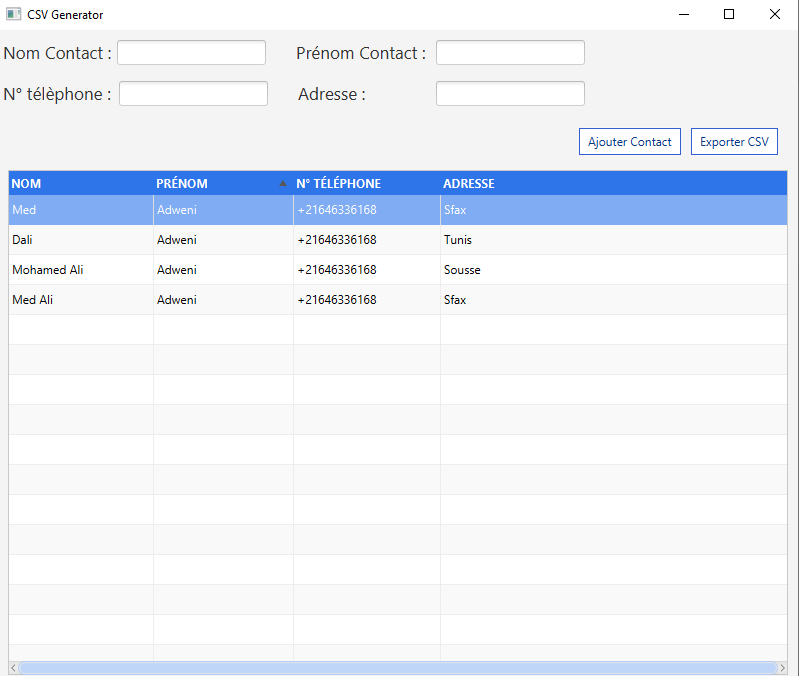 CSV Generator
Nom Contact : Prénom Contact :
N° télèphone : Adresse :
Ajouter Contact Exporter CSV
NOM PRÉNOM N° TÉLÉPHONE ADRESSE
Med Adweni +21646336168 Sfax
Dali Adweni +21646336168 Tunis
Mohamed Ali Adweni +21646336168 Sousse
Med Ali Adweni +21646336168 Sfax